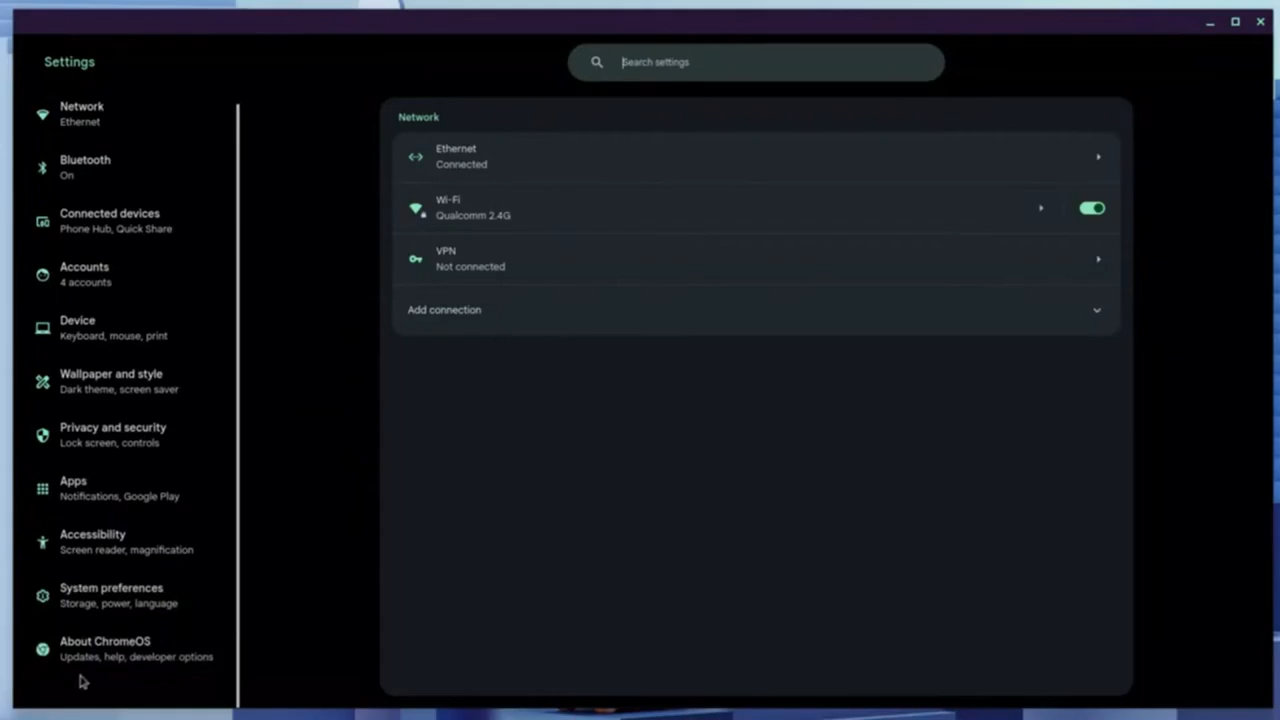 Settings
Search settings
Network
Ethernet
Bluetooth
On
Connected devices
Phone Hub, Quick Share
Accounts
4 accounts
Device
Keyboard, mouse, print
Wallpaper and style
Dark theme, screen saver
Privacy and security
Lock screen, controls
Apps
Notifications, Google Play
Accessibility
Screen reader, magnification
System preferences
Storage, power, language
About ChromeOS
Updates, help, developer options
Network
Ethernet
Connected
Wi-Fi
Qualcomm 2.4G
VPN
Not connected
Add connection